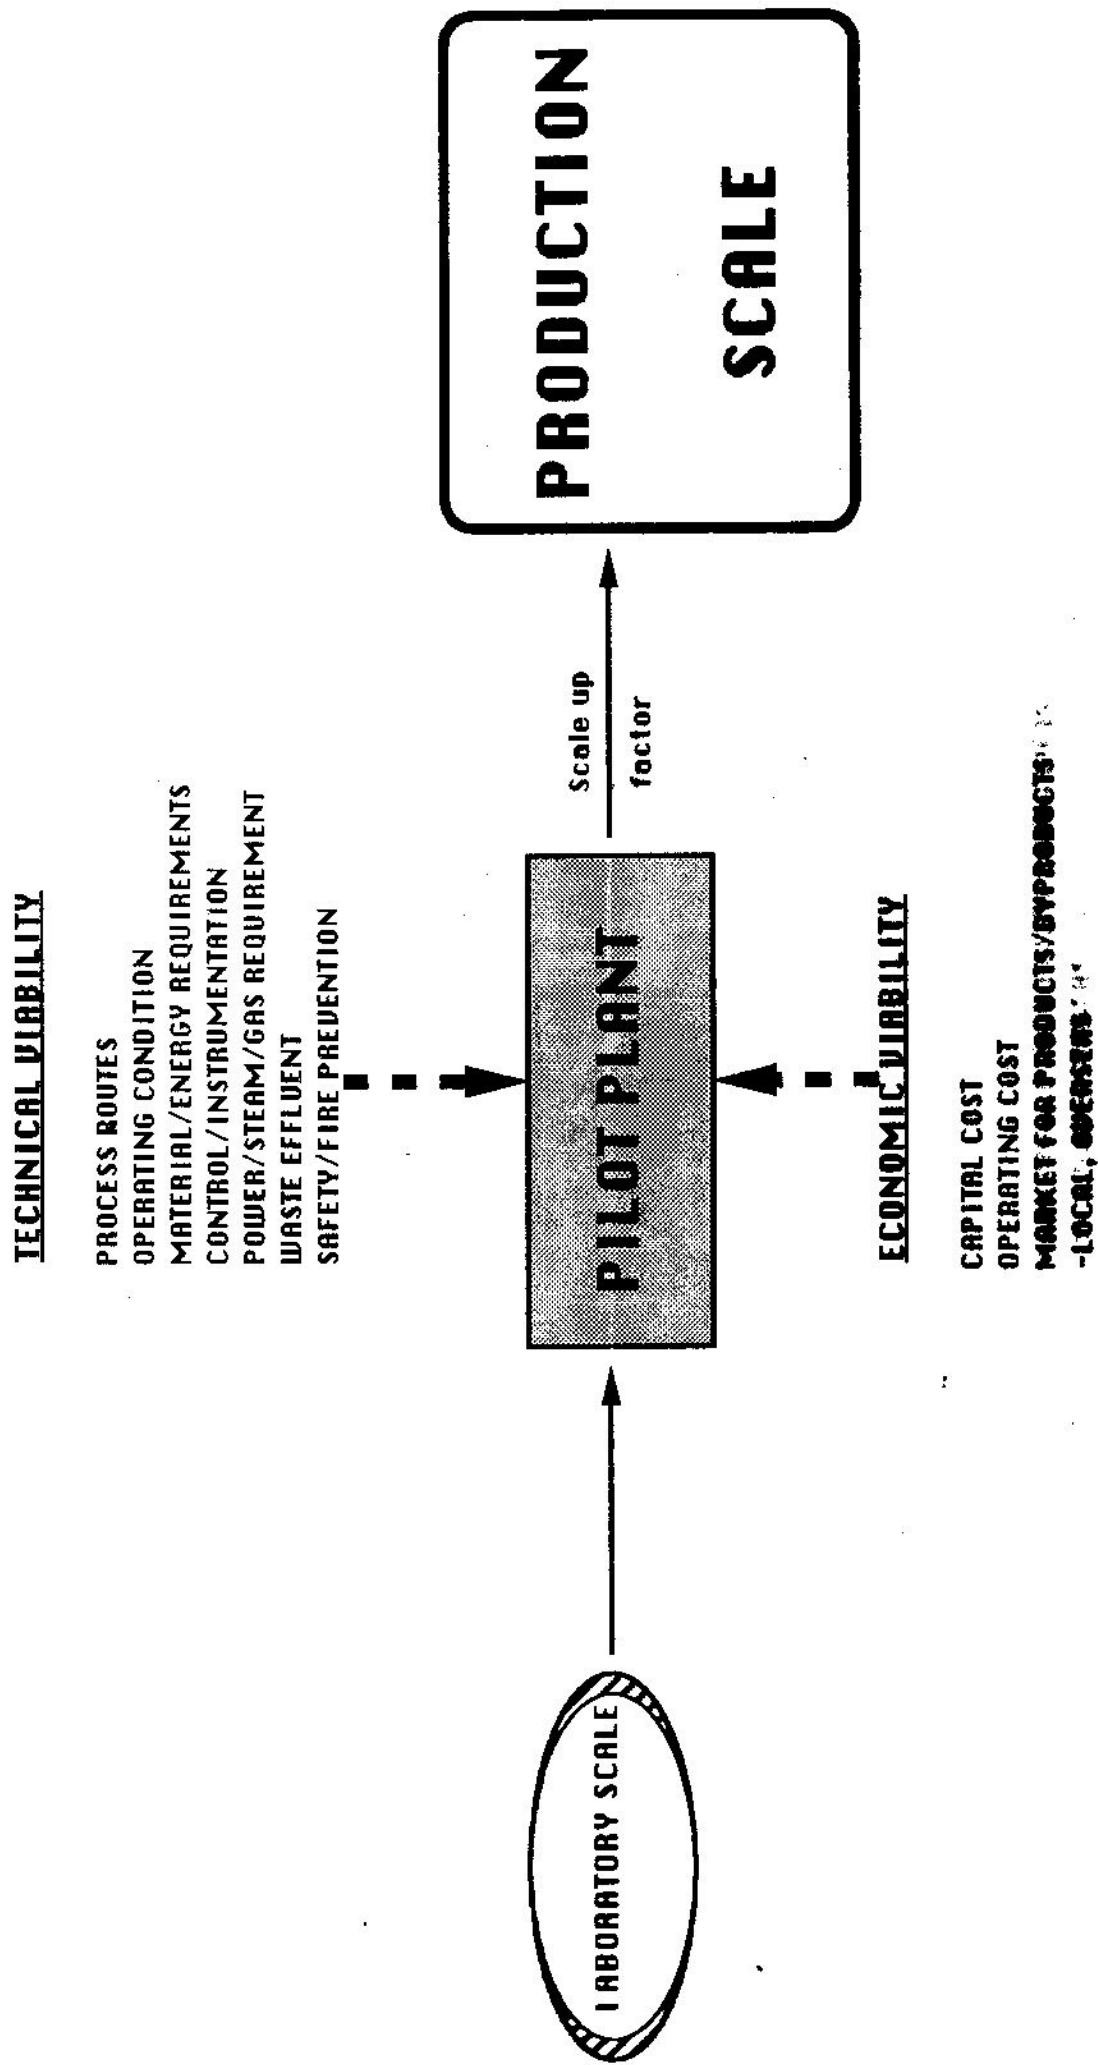 TECHNICAL VIABILITY
PROCESS ROUTES
OPERATING CONDITION
MATERIAL/ENERGY REQUIREMENTS
CONTROL/INSTRUMENTATION
POWER/STEAM/GAS REQUIREMENT
WASTE EFFLUENT
SAFETY/FIRE PREVENTION
LABORATORY SCALE
PILOT PLANT
Scale up
factor
PRODUCTION
SCALE
ECONOMIC VIABILITY
CAPITAL COST
OPERATING COST
MARKET FOR PRODUCTS/BYPRODUCTS
-LOCAL, OVERSEAS